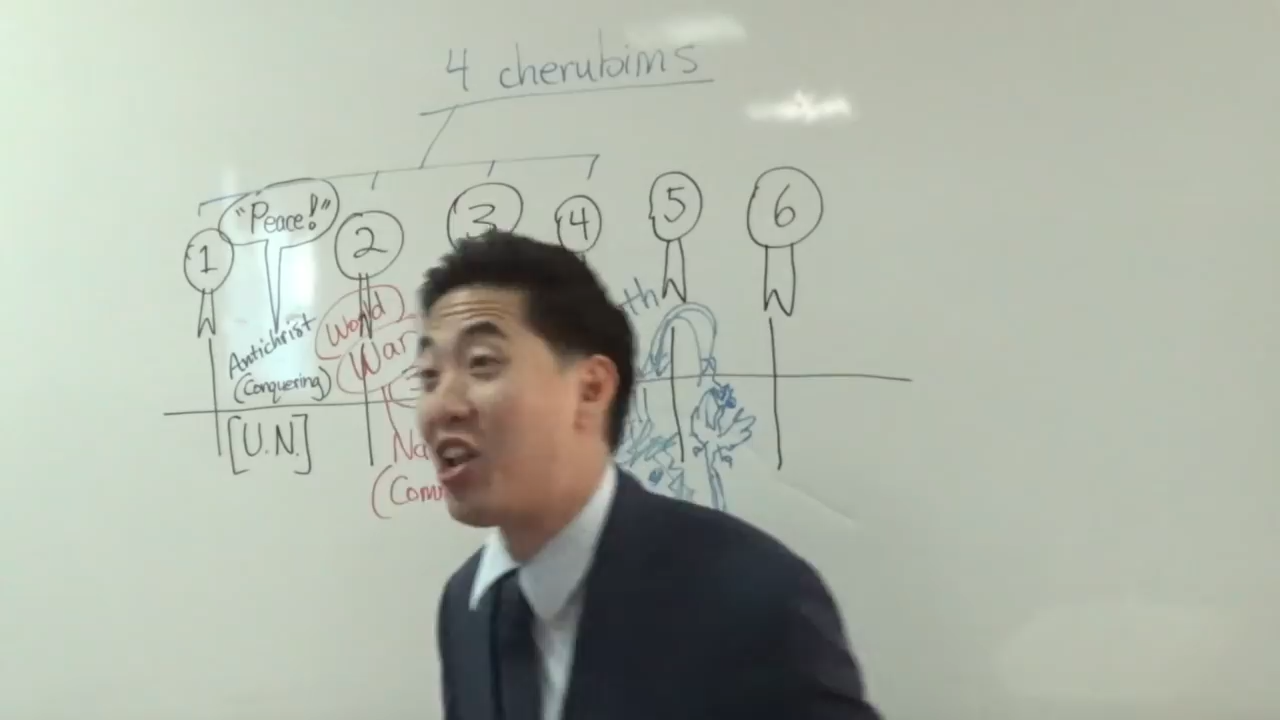 4 cherubims
1
"Peace!"
2
3
4
5
6
Antichrist
(Conquering)
World
War
[U.N.]